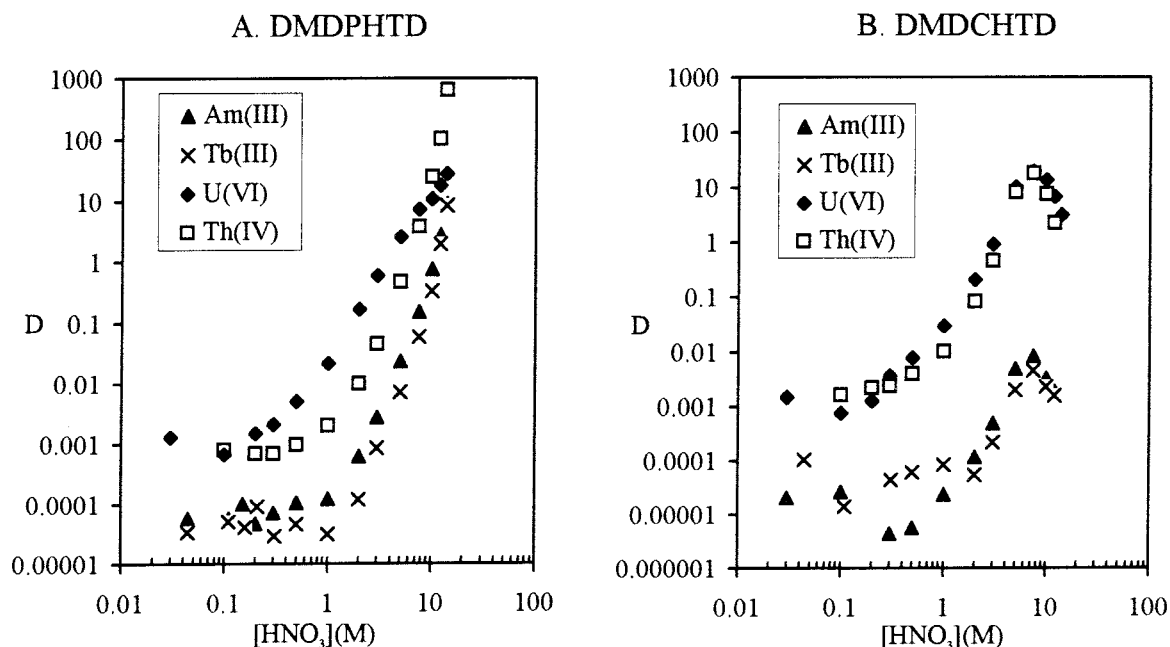 A. DMDPHTD
1000
100
10
1
0.1
0.01
0.001
0.0001
0.00001
D
Am(III)
Tb(III)
U(VI)
Th(IV)
0.01 0.1 1 10 100
[HNO3](M)
B. DMDCHTD
1000
100
10
1
0.1
0.01
0.001
0.0001
0.00001
0.000001
D
Am(III)
Tb(III)
U(VI)
Th(IV)
0.01 0.1 1 10 100
[HNO3](M)